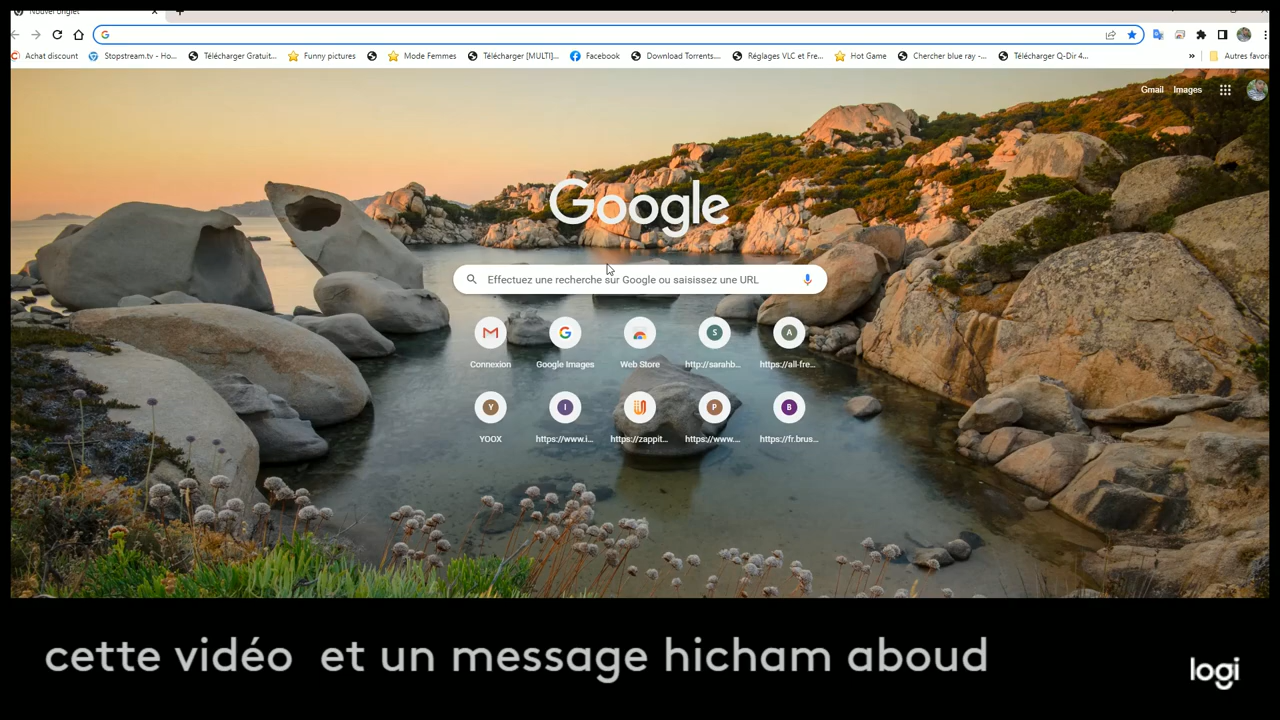 Nouvel onglet
Achat discount
Stopstream.tv - Ho...
Télécharger Gratuit...
Funny pictures
Mode Femmes
Télécharger [MULTI]...
Facebook
Download Torrents....
Réglages VLC et Fre...
Hot Game
Chercher blue ray -...
Télécharger Q-Dir 4...
»
Autres favori
Gmail
Images
Google
Effectuez une recherche sur Google ou saisissez une URL
Connexion
Google Images
Web Store
S
http://sarahb...
A
https://all-fre...
Y
YOOX
I
https://www.i...
https://zappit...
P
https://www....
B
https://fr.brus...
cette vidéo et un message hicham aboud
logi